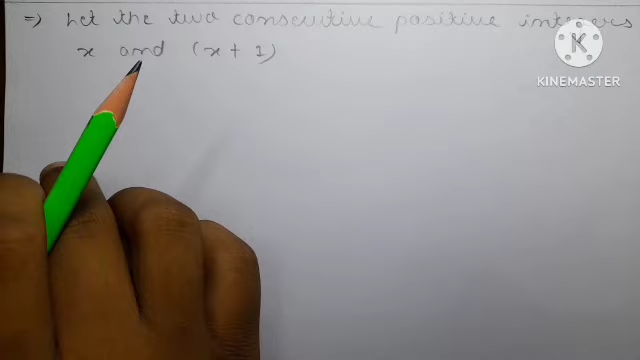 =) Let the two consecutive positive integers
x and (x + 1)
K
KINEMASTER